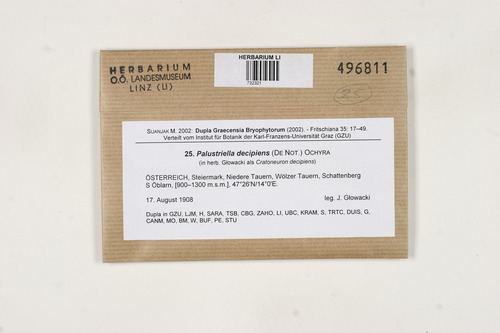 HERBARIUM
O.Ö. LANDESMUSEUM
LINZ (LI)
HERBARIUM LI
732321
496811
25
SUANJAK M. 2002: Dupla Graecensia Bryophytorum (2002). - Fritschiana 35: 17–49.
Verteilt vom Institut für Botanik der Karl-Franzens-Universität Graz (GZU)
25. Palustriella decipiens (DE NOT.) OCHYRA
(in herb. Glowacki als Cratoneuron decipiens)
ÖSTERREICH, Steiermark, Niedere Tauern, Wölzer Tauern, Schattenberg
S Öblarn, [900–1300 m.s.m.], 47°26'N/14°0'E.
17. August 1908
leg. J. Glowacki
Dupla in GZU, LJM, H, SARA, TSB, CBG, ZAHO, LI, UBC, KRAM, S, TRTC, DUIS, G,
CANM, MO, BM, W, BUF, PE, STU